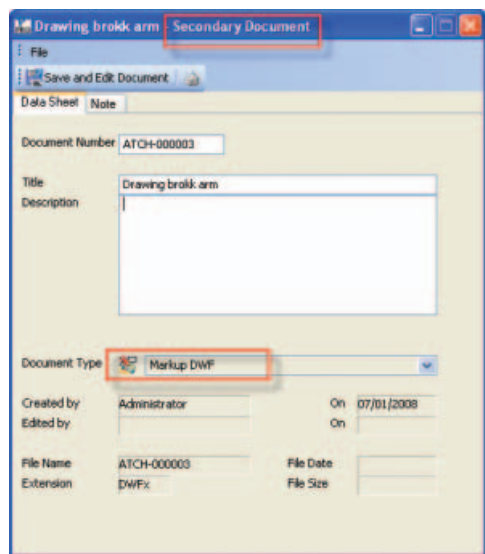 Drawing brokk arm - Secondary Document
File
Save and Edit Document
Data Sheet Note
Document Number ATCH-000003
Title Drawing brokk arm
Description
Document Type Markup DWF
Created by Administrator On 07/01/2008
Edited by On
File Name ATCH-000003 File Date
Extension DWFx File Size